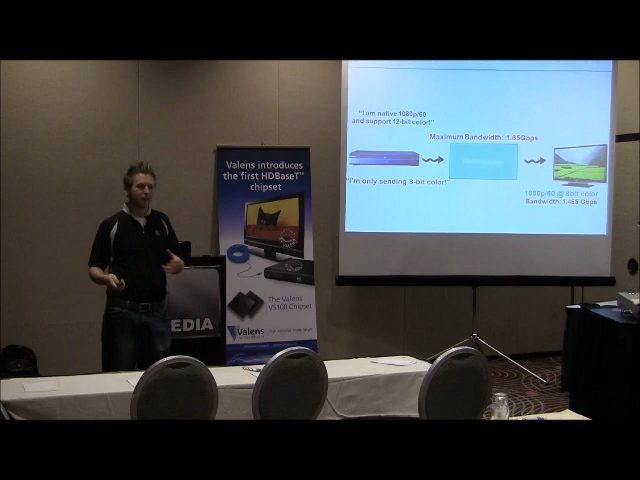 "I am native 1080p/60
and support 12-bit color!"
Maximum Bandwidth: 1.65Gbps
"I'm only sending 8-bit color!"
1080p/60 @ 8bit color
Bandwidth: 1.485 Gbps
Valens introduces
the first HDBaseT™
chipset
The Valens
VS100 Chipset
Valens
EDIA